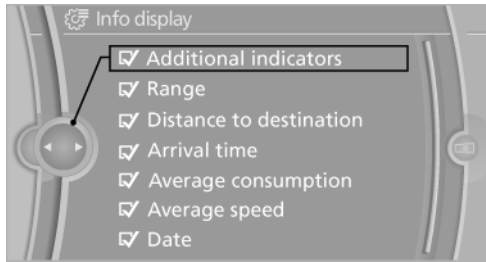 Info display
Additional indicators
Range
Distance to destination
Arrival time
Average consumption
Average speed
Date